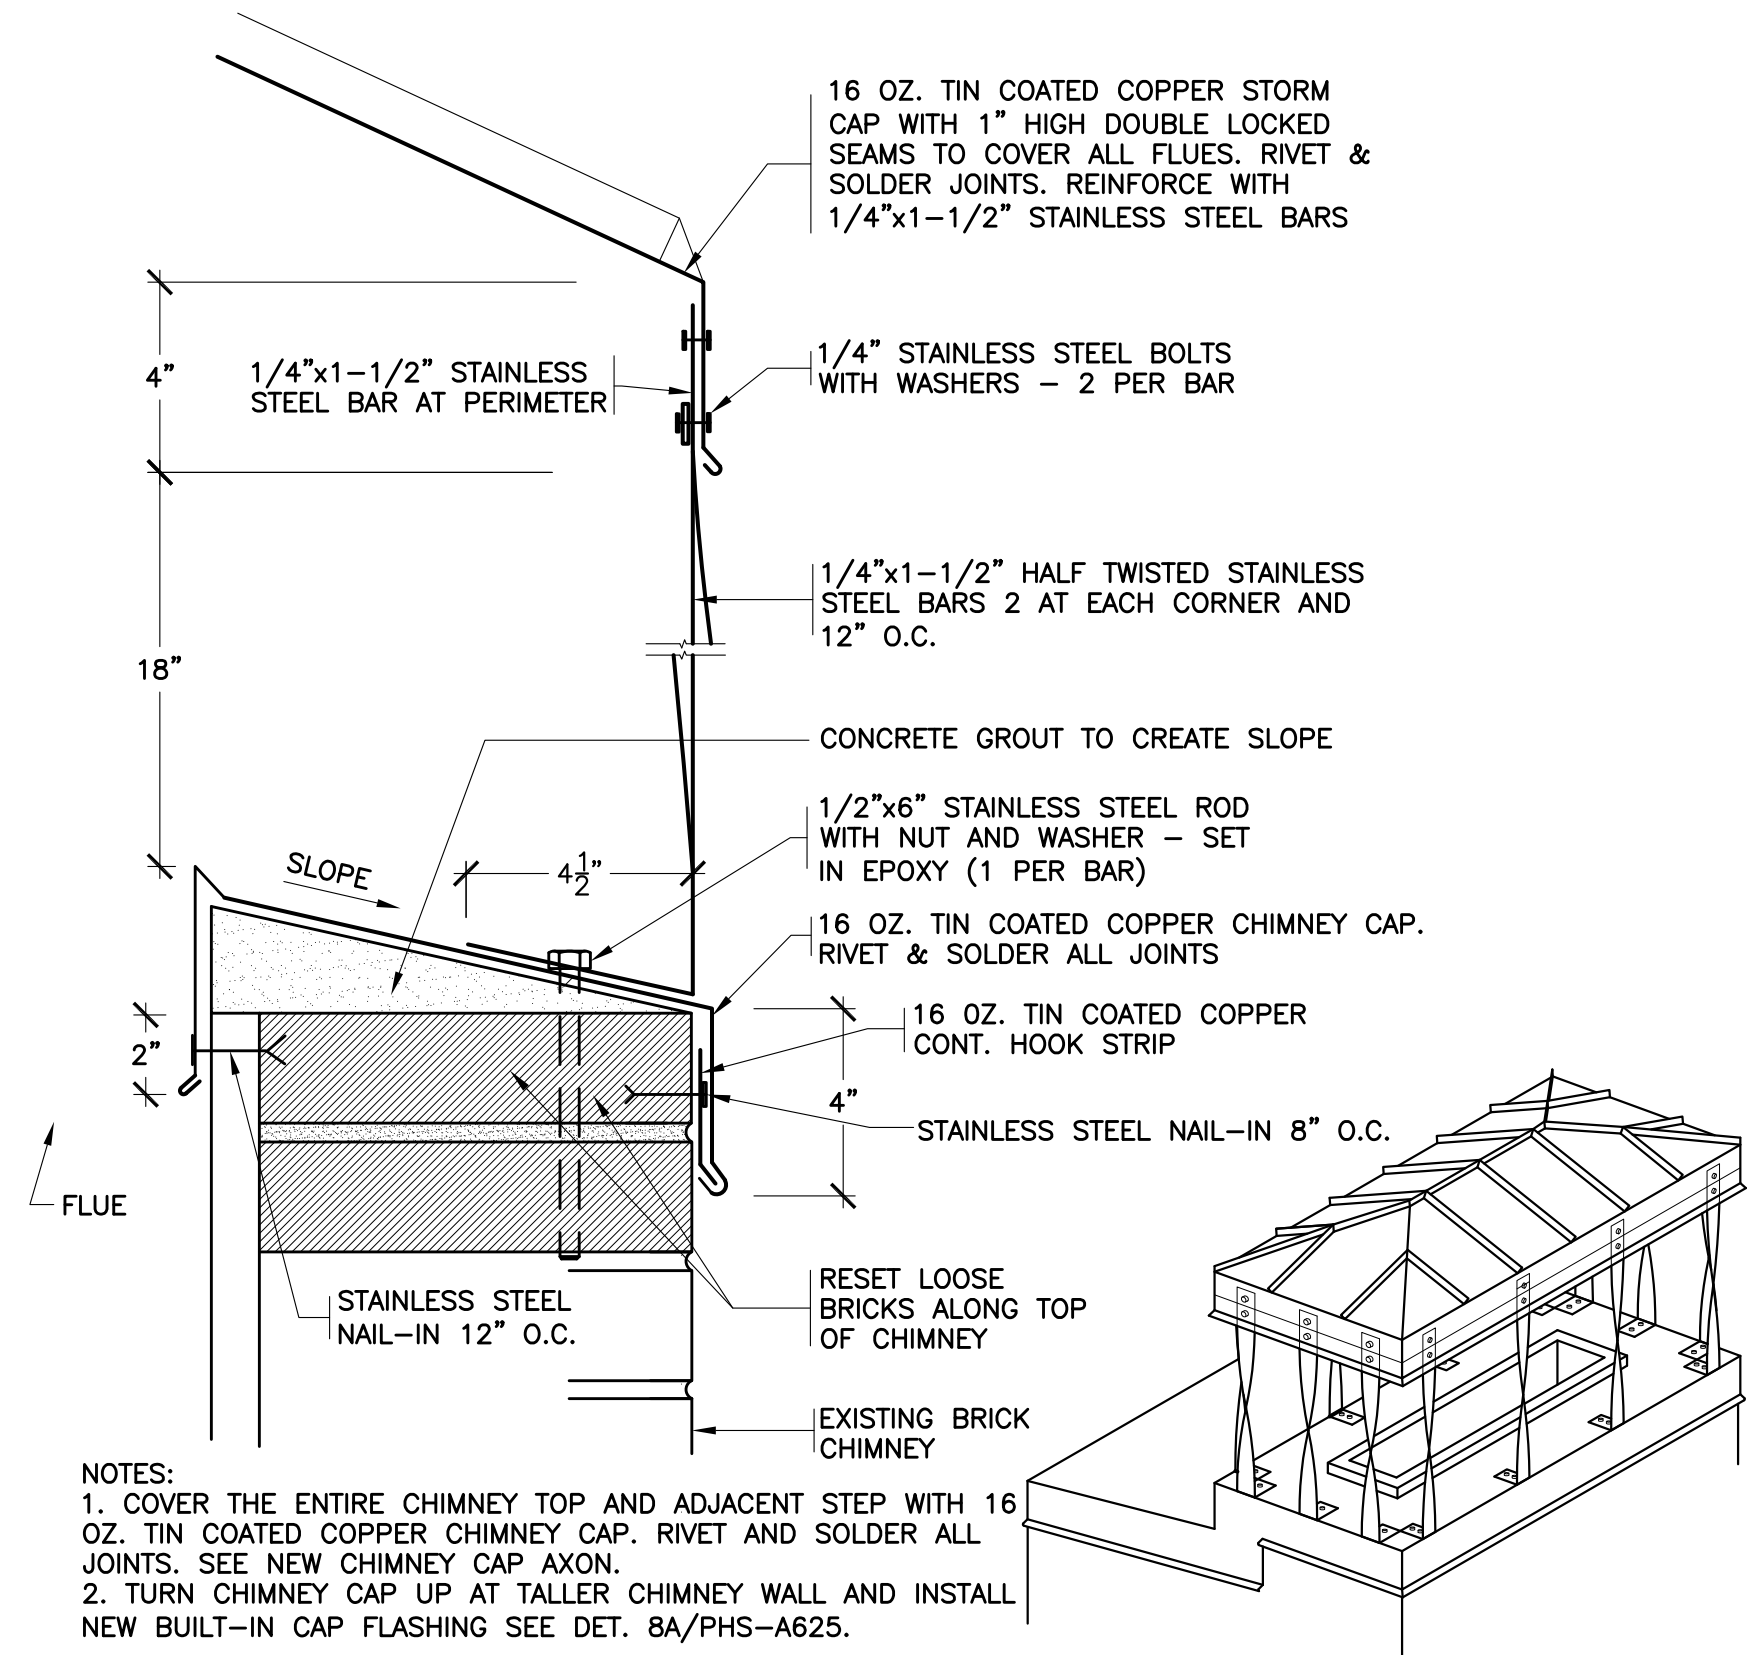 16 OZ. TIN COATED COPPER STORM
CAP WITH 1” HIGH DOUBLE LOCKED
SEAMS TO COVER ALL FLUES. RIVET &
SOLDER JOINTS. REINFORCE WITH
1/4”x1-1/2” STAINLESS STEEL BARS
4”
1/4”x1-1/2” STAINLESS
STEEL BAR AT PERIMETER
1/4” STAINLESS STEEL BOLTS
WITH WASHERS - 2 PER BAR
1/4”x1-1/2” HALF TWISTED STAINLESS
STEEL BARS 2 AT EACH CORNER AND
12” O.C.
18”
CONCRETE GROUT TO CREATE SLOPE
1/2”x6” STAINLESS STEEL ROD
WITH NUT AND WASHER - SET
IN EPOXY (1 PER BAR)
SLOPE
4 1/2”
16 OZ. TIN COATED COPPER CHIMNEY CAP.
RIVET & SOLDER ALL JOINTS
16 OZ. TIN COATED COPPER
CONT. HOOK STRIP
2”
4”
STAINLESS STEEL NAIL-IN 8” O.C.
FLUE
STAINLESS STEEL
NAIL-IN 12” O.C.
RESET LOOSE
BRICKS ALONG TOP
OF CHIMNEY
EXISTING BRICK
CHIMNEY
NOTES:
1. COVER THE ENTIRE CHIMNEY TOP AND ADJACENT STEP WITH 16
OZ. TIN COATED COPPER CHIMNEY CAP. RIVET AND SOLDER ALL
JOINTS. SEE NEW CHIMNEY CAP AXON.
2. TURN CHIMNEY CAP UP AT TALLER CHIMNEY WALL AND INSTALL
NEW BUILT-IN CAP FLASHING SEE DET. 8A/PHS-A625.